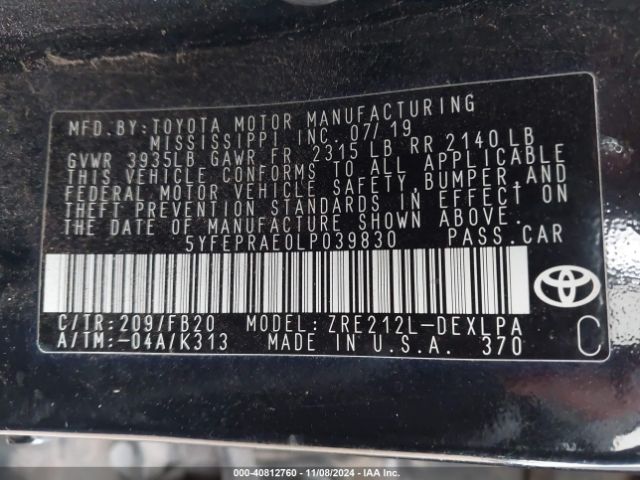 MFD.BY:TOYOTA MOTOR MANUFACTURING
MISSISSIPPI INC. 07/19
GVWR 3935LB GAWR FR 2315 LB RR 2140 LB
THIS VEHICLE CONFORMS TO ALL APPLICABLE
FEDERAL MOTOR VEHICLE SAFETY,BUMPER,AND
THEFT PREVENTION STANDARDS IN EFFECT ON
THE DATE OF MANUFACTURE SHOWN ABOVE.
5YFEPRAE0LP039830 PASS.CAR
C/TR:209/FB20 MODEL:ZRE212L-DEXLPA
A/TM:-04A/K313 MADE IN U.S.A. 370 C
000-40812760 - 11/08/2024 - IAA Inc.